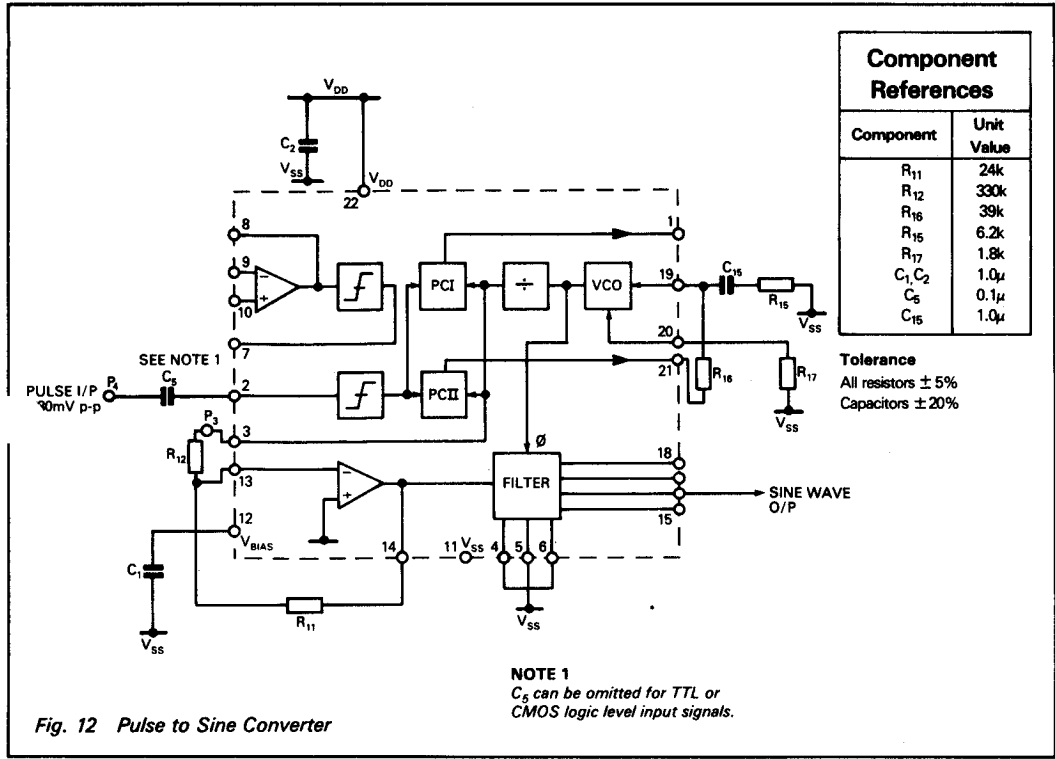 Component
References
Component Unit Value
R11 24k
R12 330k
R16 39k
R15 6.2k
R17 1.8k
C1, C2 1.0μ
C5 0.1μ
C15 1.0μ
Tolerance
All resistors ± 5%
Capacitors ± 20%
VDD
C2
VSS
VDD
22
8
9
10
7
−
+
PCI
÷
VCO
1
19
C15
R15
VSS
20
21
R16
R17
VSS
SEE NOTE 1
C5
PULSE I/P P4
30mV p-p
2
PCII
P3
3
R12
13
−
+
Ø
FILTER
18
SINE WAVE
O/P
15
12
VBIAS
C1
VSS
14
11 VSS
4 5 6
VSS
R11
NOTE 1
C5 can be omitted for TTL or
CMOS logic level input signals.
Fig. 12 Pulse to Sine Converter